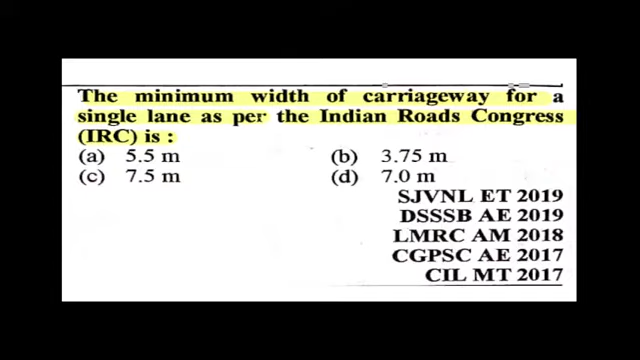 The minimum width of carriageway for a
single lane as per the Indian Roads Congress
(IRC) is :
(a) 5.5 m (b) 3.75 m
(c) 7.5 m (d) 7.0 m
SJVNL ET 2019
DSSSB AE 2019
LMRC AM 2018
CGPSC AE 2017
CIL MT 2017